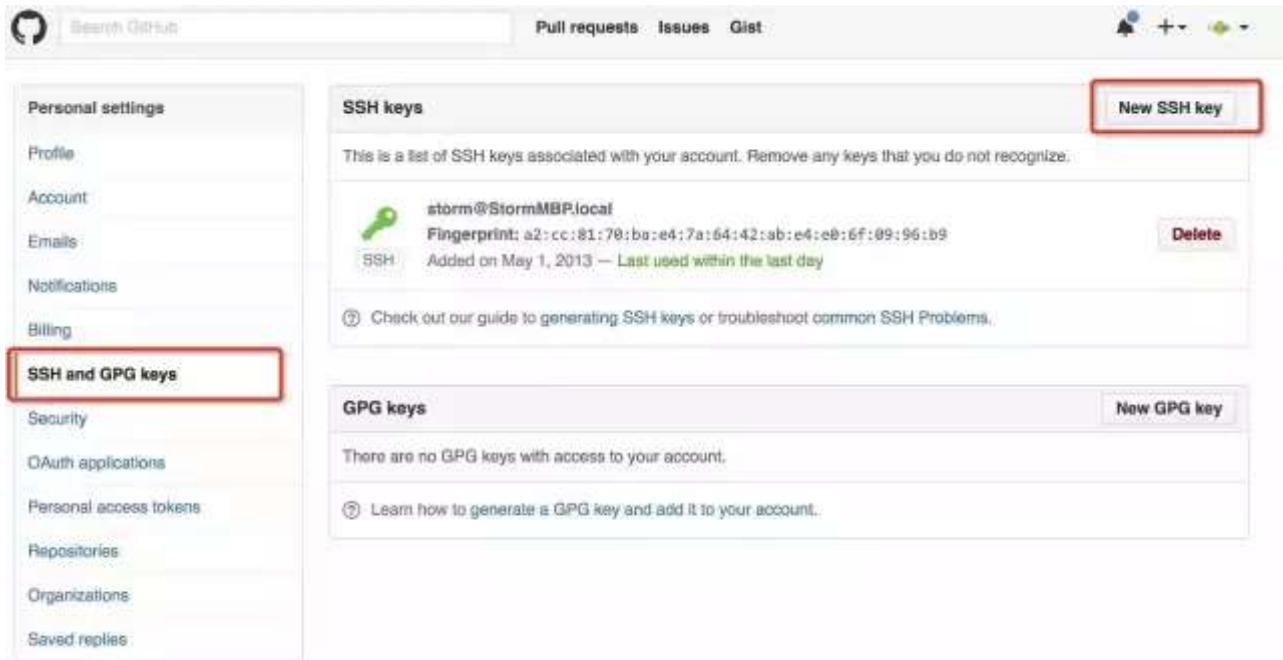 Search GitHub
Pull requests Issues Gist
Personal settings
Profile
Account
Emails
Notifications
Billing
SSH and GPG keys
Security
OAuth applications
Personal access tokens
Repositories
Organizations
Saved replies
SSH keys
New SSH key
This is a list of SSH keys associated with your account. Remove any keys that you do not recognize.
storm@StormMBP.local
Fingerprint: a2:cc:81:70:ba:e4:7a:64:42:ab:e4:e0:6f:09:96:b9
Delete
SSH
Added on May 1, 2013 — Last used within the last day
Check out our guide to generating SSH keys or troubleshoot common SSH Problems.
GPG keys
New GPG key
There are no GPG keys with access to your account.
Learn how to generate a GPG key and add it to your account.